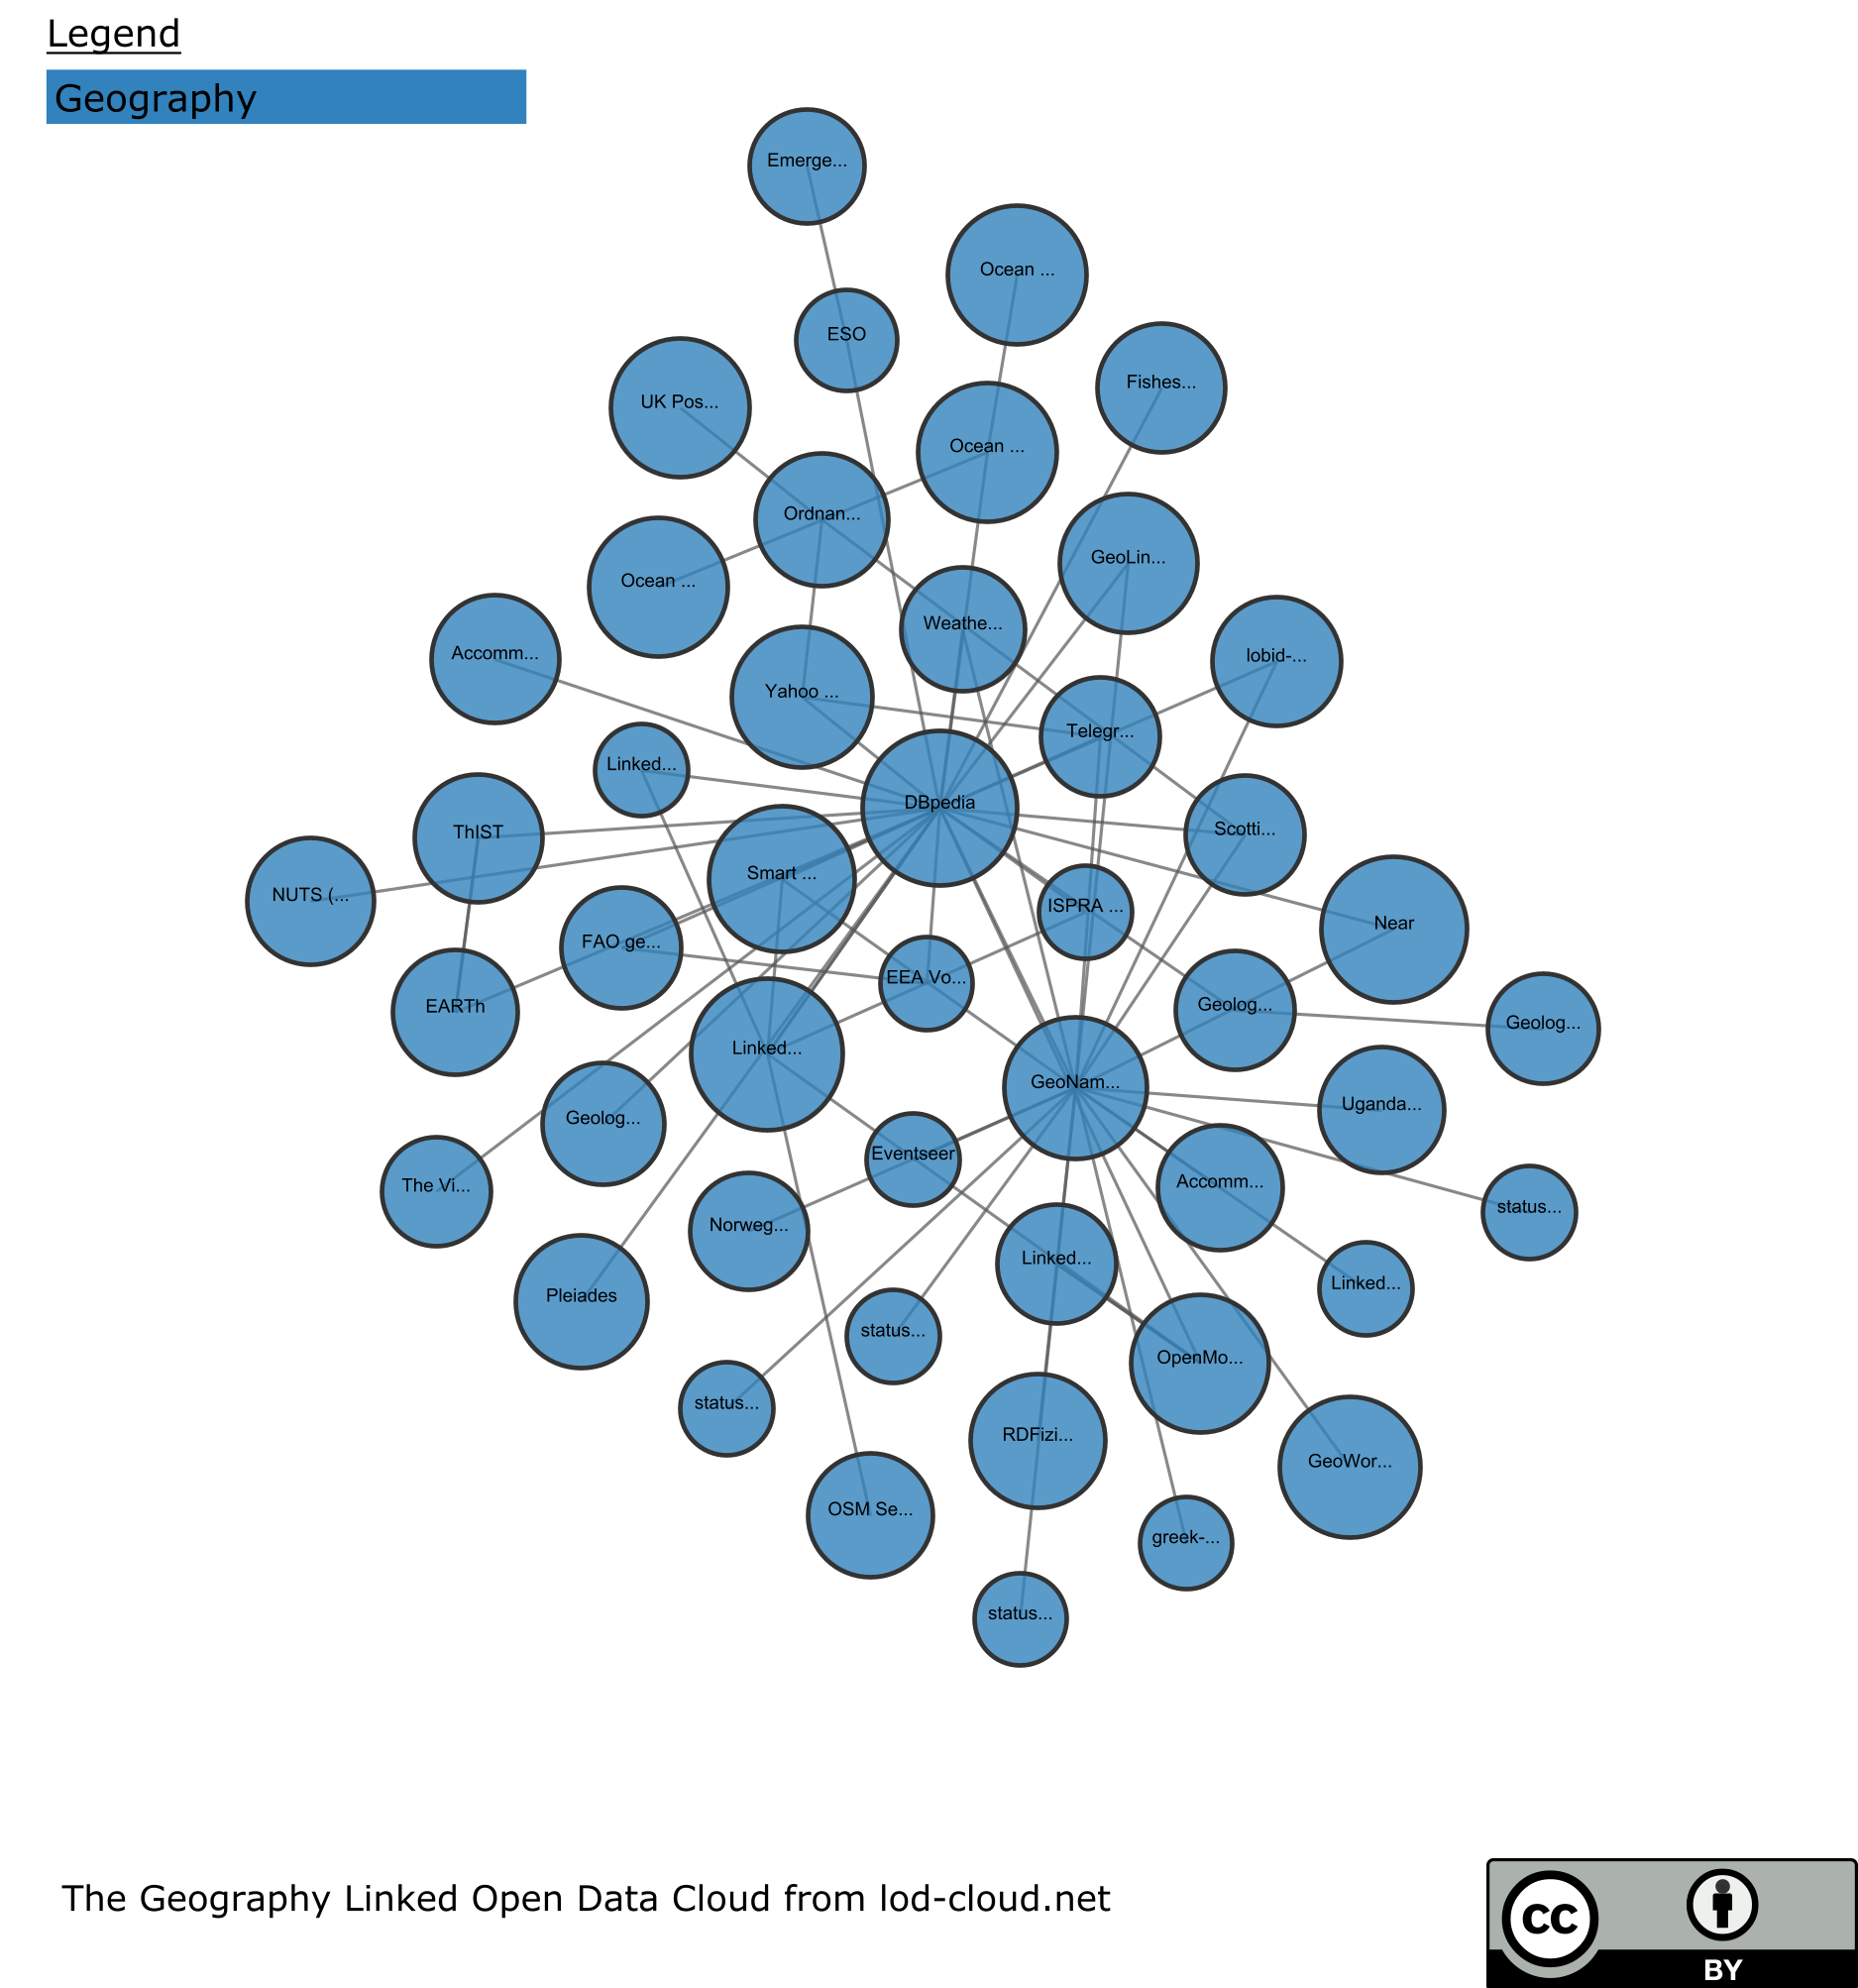 Legend
Geography
Emerge...
Ocean ...
ESO
Fishes...
UK Pos...
Ocean ...
Ordnan...
GeoLin...
Ocean ...
Weathe...
Accomm...
lobid-...
Yahoo ...
Telegr...
Linked...
DBpedia
ThIST
Scotti...
Smart ...
NUTS (...
ISPRA ...
Near
FAO ge...
EEA Vo...
EARTh
Geolog...
Geolog...
Linked...
GeoNam...
Uganda...
Geolog...
Eventseer
The Vi...
Accomm...
status...
Norweg...
Linked...
Linked...
Pleiades
status...
OpenMo...
status...
RDFizi...
GeoWor...
OSM Se...
greek-...
status...
The Geography Linked Open Data Cloud from lod-cloud.net
cc
BY